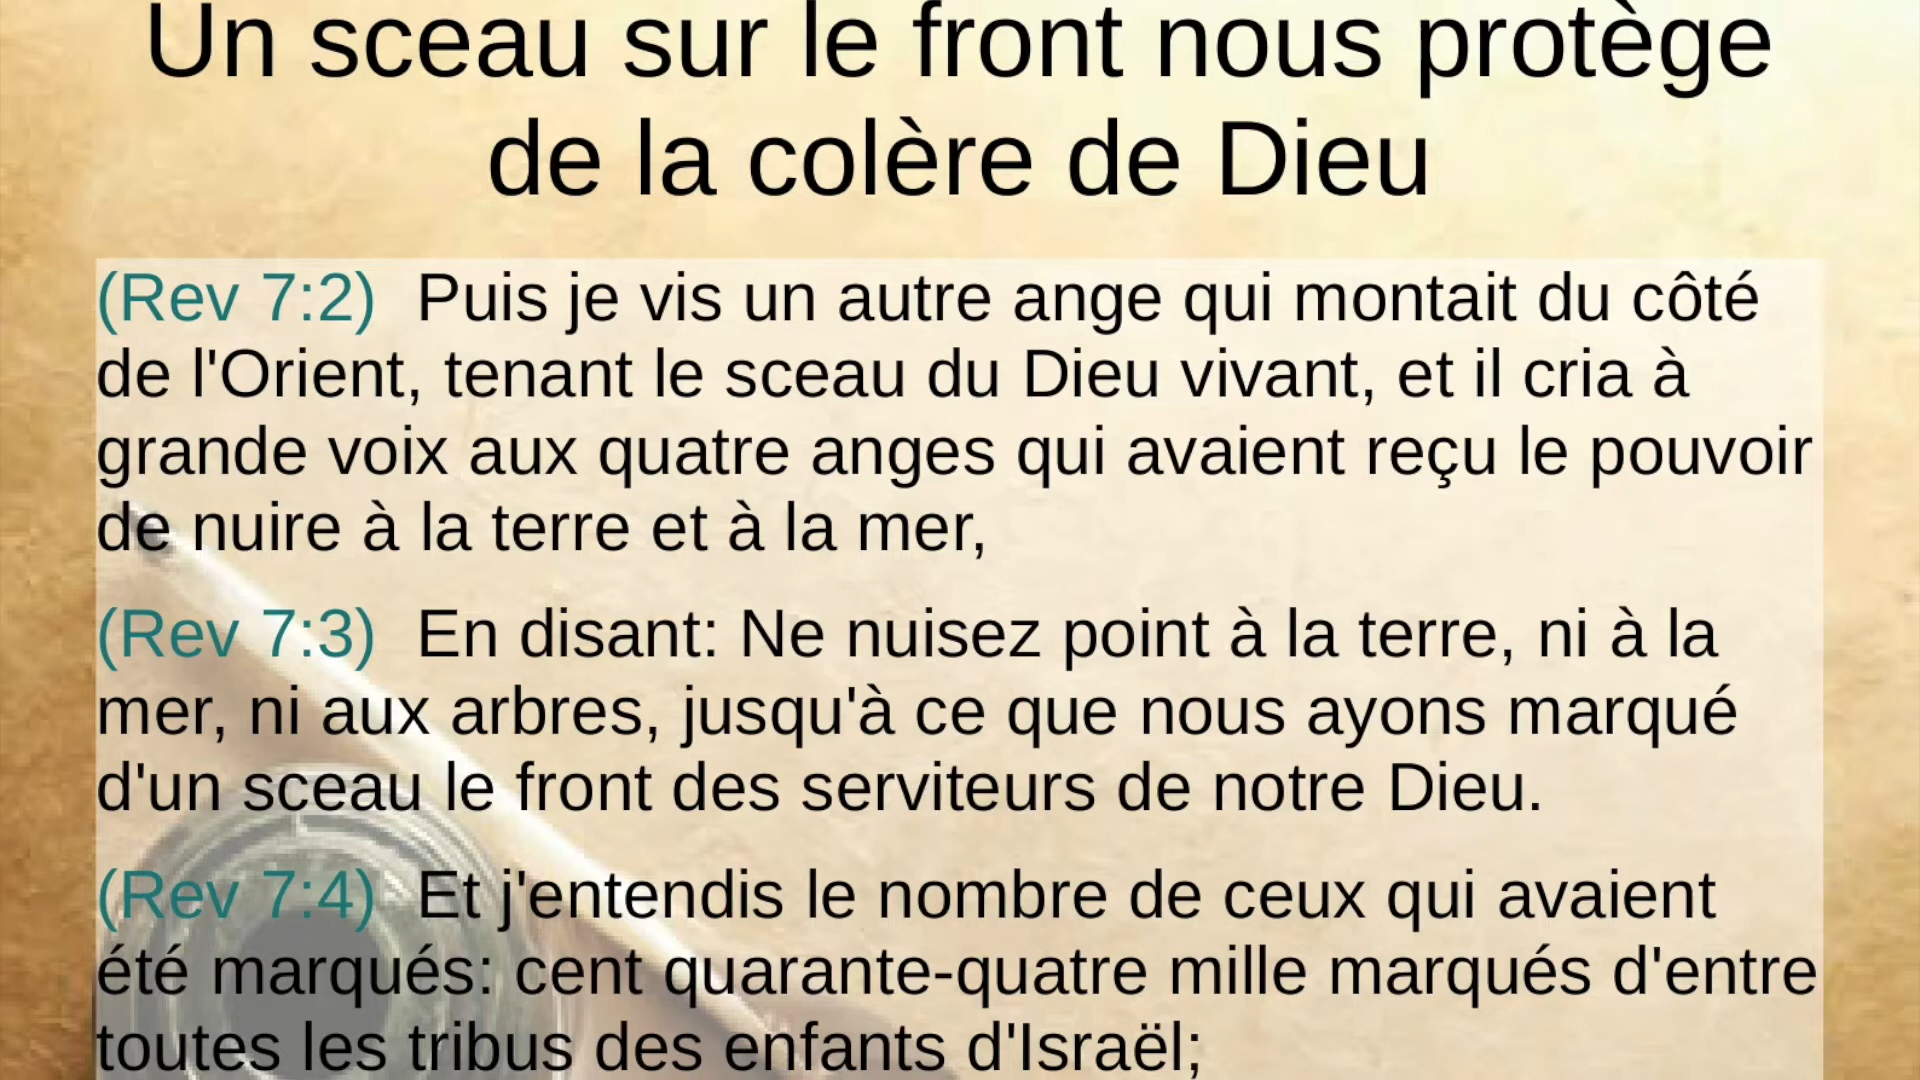 Un sceau sur le front nous protège
de la colère de Dieu
(Rev 7:2) Puis je vis un autre ange qui montait du côté
de l'Orient, tenant le sceau du Dieu vivant, et il cria à
grande voix aux quatre anges qui avaient reçu le pouvoir
de nuire à la terre et à la mer,
(Rev 7:3) En disant: Ne nuisez point à la terre, ni à la
mer, ni aux arbres, jusqu'à ce que nous ayons marqué
d'un sceau le front des serviteurs de notre Dieu.
(Rev 7:4) Et j'entendis le nombre de ceux qui avaient
été marqués: cent quarante-quatre mille marqués d'entre
toutes les tribus des enfants d'Israël;